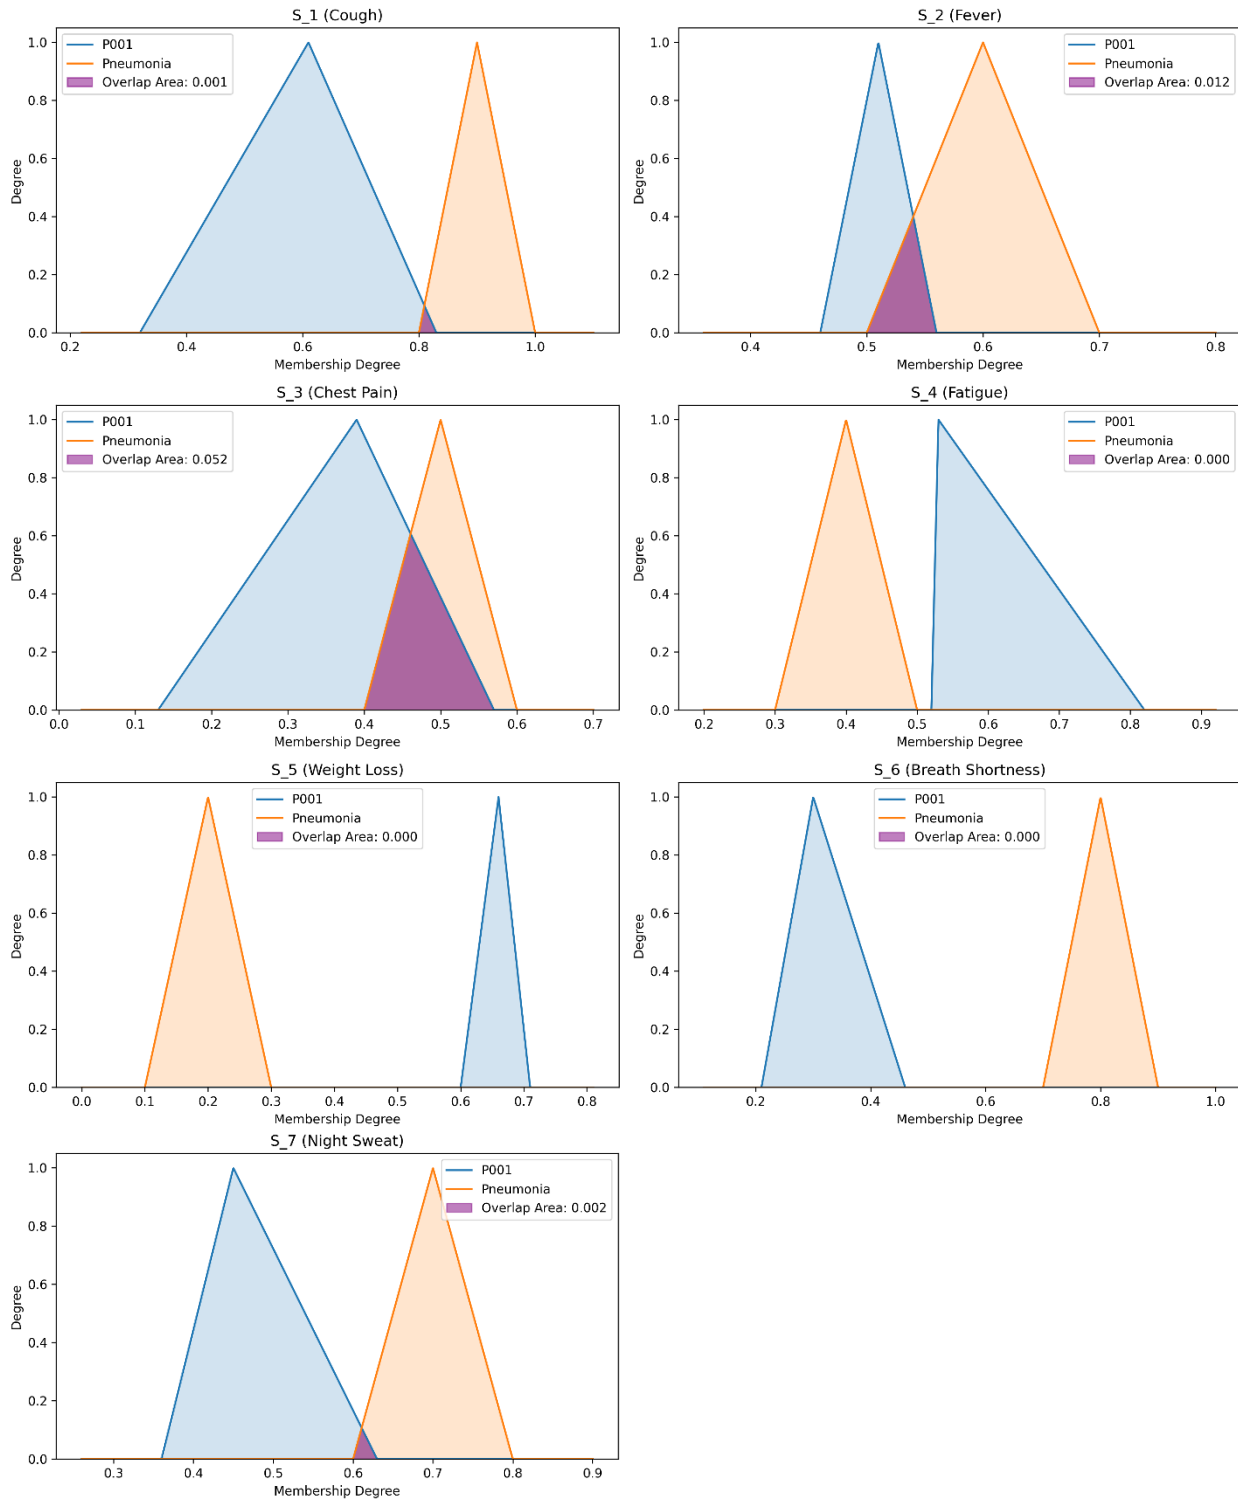 S_1 (Cough)
P001
Pneumonia
Overlap Area: 0.001
Degree
1.0
0.8
0.6
0.4
0.2
0.0
0.2 0.4 0.6 0.8 1.0
Membership Degree
S_2 (Fever)
P001
Pneumonia
Overlap Area: 0.012
Degree
1.0
0.8
0.6
0.4
0.2
0.0
0.4 0.5 0.6 0.7 0.8
Membership Degree
S_3 (Chest Pain)
P001
Pneumonia
Overlap Area: 0.052
Degree
1.0
0.8
0.6
0.4
0.2
0.0
0.0 0.1 0.2 0.3 0.4 0.5 0.6 0.7
Membership Degree
S_4 (Fatigue)
P001
Pneumonia
Overlap Area: 0.000
Degree
1.0
0.8
0.6
0.4
0.2
0.0
0.2 0.3 0.4 0.5 0.6 0.7 0.8 0.9
Membership Degree
S_5 (Weight Loss)
P001
Pneumonia
Overlap Area: 0.000
Degree
1.0
0.8
0.6
0.4
0.2
0.0
0.0 0.1 0.2 0.3 0.4 0.5 0.6 0.7 0.8
Membership Degree
S_6 (Breath Shortness)
P001
Pneumonia
Overlap Area: 0.000
Degree
1.0
0.8
0.6
0.4
0.2
0.0
0.2 0.4 0.6 0.8 1.0
Membership Degree
S_7 (Night Sweat)
P001
Pneumonia
Overlap Area: 0.002
Degree
1.0
0.8
0.6
0.4
0.2
0.0
0.3 0.4 0.5 0.6 0.7 0.8 0.9
Membership Degree